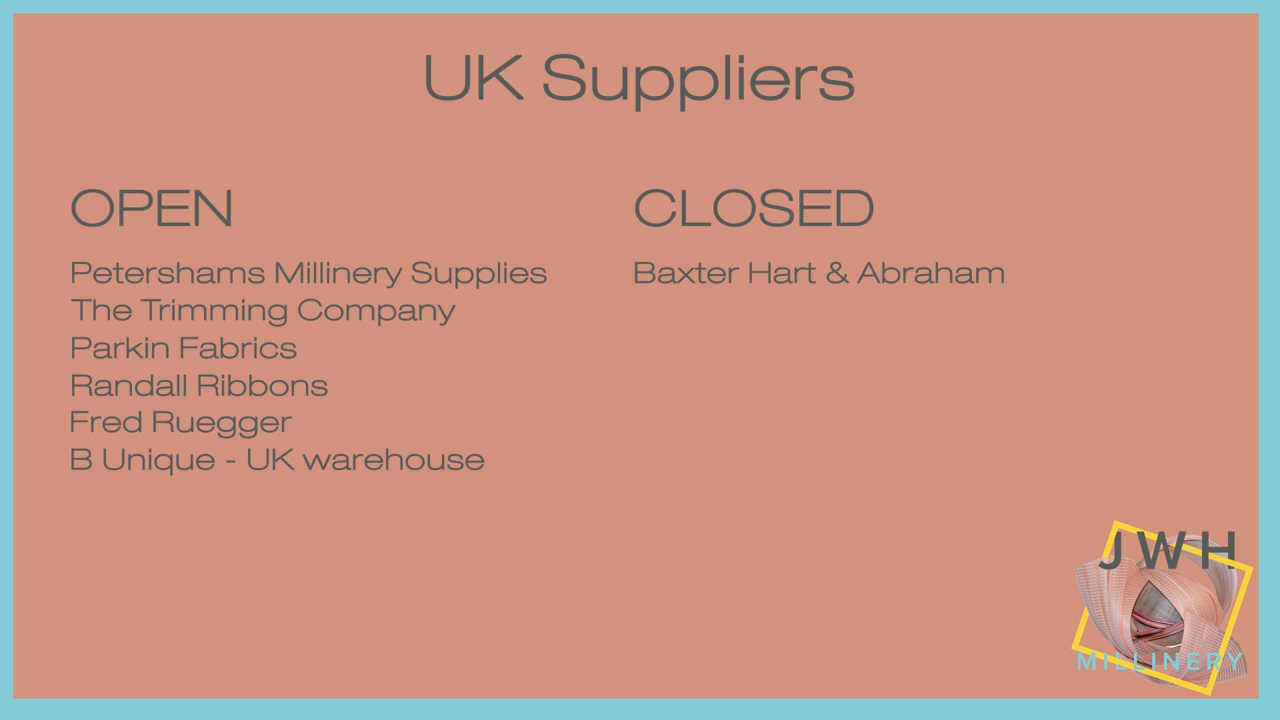 UK Suppliers
OPEN
Petershams Millinery Supplies
The Trimming Company
Parkin Fabrics
Randall Ribbons
Fred Ruegger
B Unique - UK warehouse
CLOSED
Baxter Hart & Abraham
JWH
MILLINERY